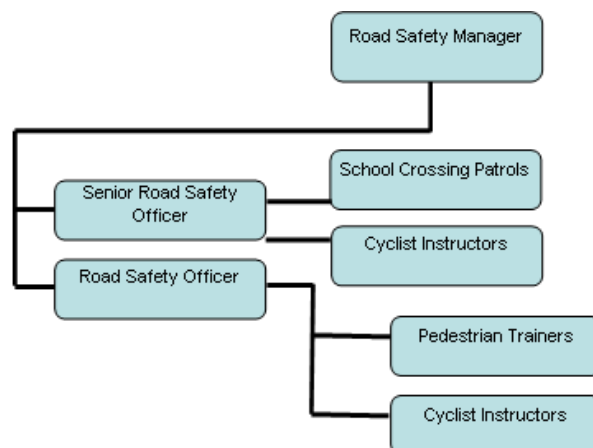 Road Safety Manager
School Crossing Patrols
Senior Road Safety
Officer
Cyclist Instructors
Road Safety Officer
Pedestrian Trainers
Cyclist Instructors